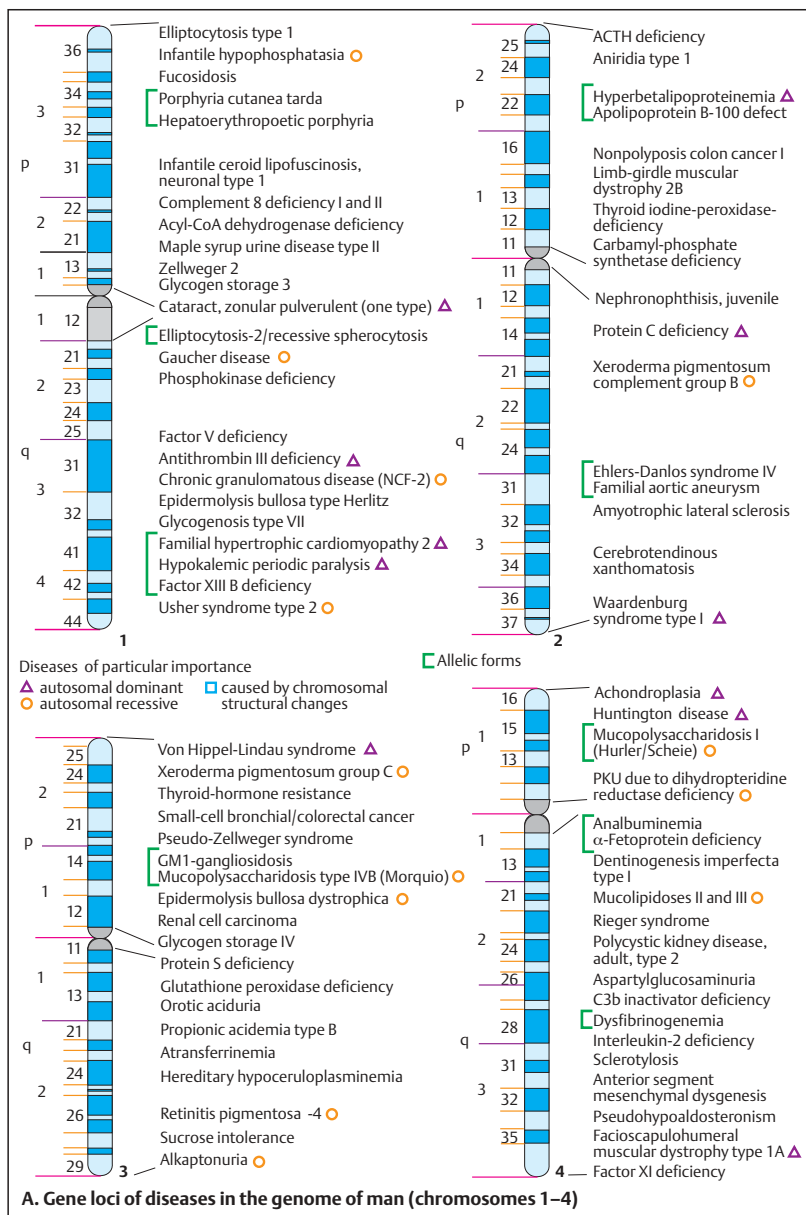 Elliptocytosis type 1
36
Infantile hypophosphatasia
Fucosidosis
34
3
Porphyria cutanea tarda
Hepatoerythropoetic porphyria
32
p
31
Infantile ceroid lipofuscinosis,
neuronal type 1
22
Complement 8 deficiency I and II
2
Acyl-CoA dehydrogenase deficiency
21
Maple syrup urine disease type II
1
13
Zellweger 2
Glycogen storage 3
Cataract, zonular pulverulent (one type)
1
12
Elliptocytosis-2/recessive spherocytosis
21
Gaucher disease
Phosphokinase deficiency
2
23
24
25
Factor V deficiency
q
31
Antithrombin III deficiency
Chronic granulomatous disease (NCF-2)
3
32
Epidermolysis bullosa type Herlitz
Glycogenosis type VII
41
Familial hypertrophic cardiomyopathy 2
Hypokalemic periodic paralysis
4
42
Factor XIII B deficiency
Usher syndrome type 2
44
1
ACTH deficiency
25
2
24
Aniridia type 1
p
22
Hyperbetalipoproteinemia
Apolipoprotein B-100 defect
16
Nonpolyposis colon cancer I
Limb-girdle muscular
dystrophy 2B
1
13
12
Thyroid iodine-peroxidase-
deficiency
11
Carbamyl-phosphate
synthetase deficiency
11
Nephronophthisis, juvenile
1
12
14
Protein C deficiency
21
Xeroderma pigmentosum
complement group B
22
2
q
24
Ehlers-Danlos syndrome IV
31
Familial aortic aneurysm
32
Amyotrophic lateral sclerosis
3
34
Cerebrotendinous
xanthomatosis
36
Waardenburg
syndrome type I
37
2
Diseases of particular importance
autosomal dominant
autosomal recessive
caused by chromosomal
structural changes
Allelic forms
Von Hippel-Lindau syndrome
25
24
Xeroderma pigmentosum group C
2
Thyroid-hormone resistance
21
Small-cell bronchial/colorectal cancer
p
Pseudo-Zellweger syndrome
14
GM1-gangliosidosis
Mucopolysaccharidosis type IVB (Morquio)
1
Epidermolysis bullosa dystrophica
12
Renal cell carcinoma
Glycogen storage IV
11
Protein S deficiency
1
13
Glutathione peroxidase deficiency
Orotic aciduria
21
Propionic acidemia type B
q
Atransferrinemia
24
Hereditary hypoceruloplasminemia
2
26
Retinitis pigmentosa -4
Sucrose intolerance
29
Alkaptonuria
3
16
Achondroplasia
Huntington disease
1
15
Mucopolysaccharidosis I
(Hurler/Scheie)
p
13
PKU due to dihydropteridine
reductase deficiency
Analbuminemia
1
α-Fetoprotein deficiency
13
Dentinogenesis imperfecta
type I
21
Mucolipidoses II and III
Rieger syndrome
2
24
Polycystic kidney disease,
adult, type 2
26
Aspartylglucosaminuria
C3b inactivator deficiency
28
Dysfibrinogenemia
q
Interleukin-2 deficiency
31
Sclerotylosis
3
Anterior segment
32
mesenchymal dysgenesis
Pseudohypoaldosteronism
35
Facioscapulohumeral
muscular dystrophy type 1A
4
Factor XI deficiency
A. Gene loci of diseases in the genome of man (chromosomes 1–4)